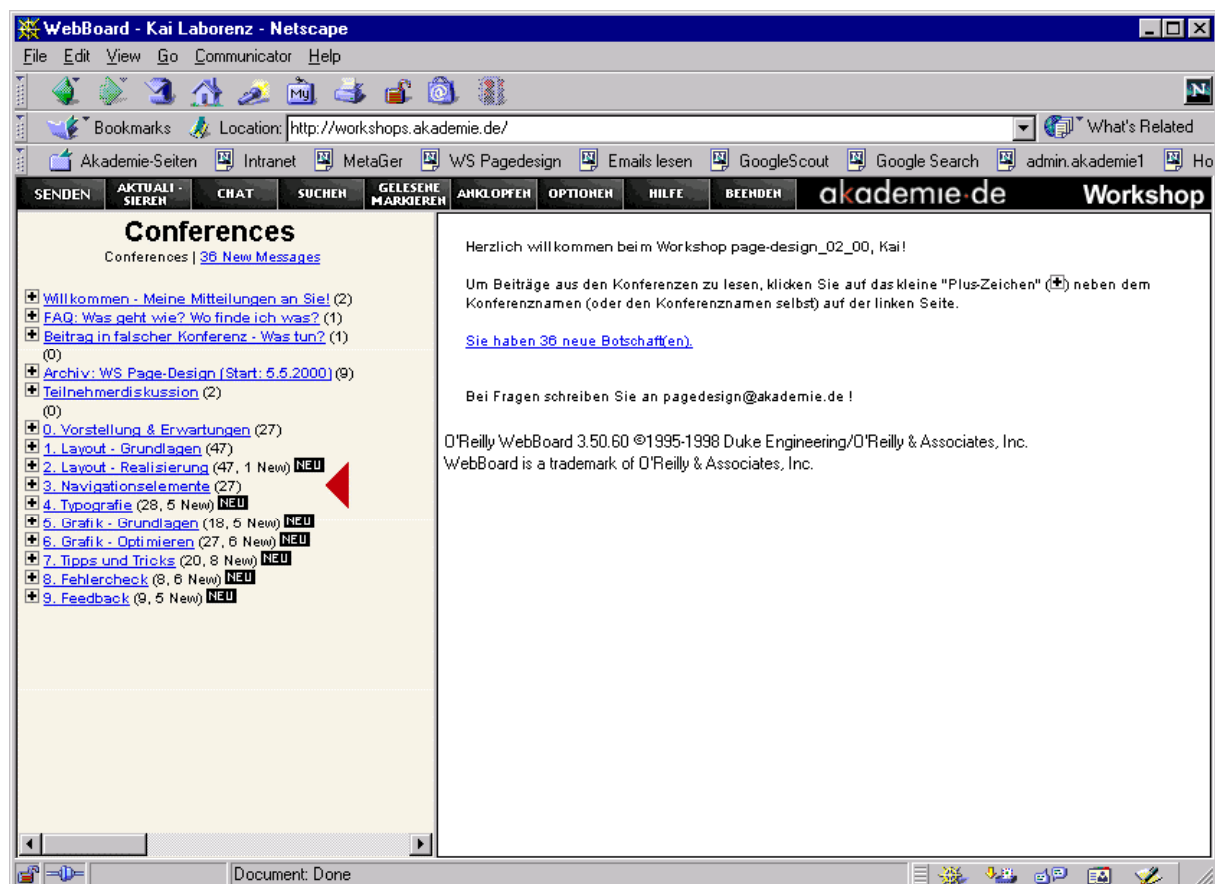 WebBoard - Kai Laborenz - Netscape
File Edit View Go Communicator Help
My
N
Bookmarks Location: http://workshops.akademie.de/ What's Related
Akademie-Seiten Intranet MetaGer WS Pagedesign Emails lesen GoogleScout Google Search admin.akademie1 Ho
SENDEN AKTUALI-SIEREN CHAT SUCHEN GELESENE MARKIEREN ANKLOPFEN OPTIONEN HILFE BEENDEN akademie.de Workshop
Conferences
Conferences | 36 New Messages
Willkommen - Meine Mitteilungen an Sie! (2)
FAQ: Was geht wie? Wo finde ich was? (1)
Beitrag in falscher Konferenz - Was tun? (1)
(0)
Archiv: WS Page-Design (Start: 5.5.2000) (9)
Teilnehmerdiskussion (2)
(0)
0. Vorstellung & Erwartungen (27)
1. Layout - Grundlagen (47)
2. Layout - Realisierung (47, 1 New) NEU
3. Navigationselemente (27)
4. Typografie (28, 5 New) NEU
5. Grafik - Grundlagen (18, 5 New) NEU
6. Grafik - Optimieren (27, 6 New) NEU
7. Tipps und Tricks (20, 8 New) NEU
8. Fehlercheck (8, 6 New) NEU
9. Feedback (9, 5 New) NEU
Herzlich willkommen beim Workshop page-design_02_00, Kai!
Um Beiträge aus den Konferenzen zu lesen, klicken Sie auf das kleine "Plus-Zeichen" (+) neben dem
Konferenznamen (oder den Konferenznamen selbst) auf der linken Seite.
Sie haben 36 neue Botschaft(en).
Bei Fragen schreiben Sie an pagedesign@akademie.de !
O'Reilly WebBoard 3.50.60 ©1995-1998 Duke Engineering/O'Reilly & Associates, Inc.
WebBoard is a trademark of O'Reilly & Associates, Inc.
Document: Done